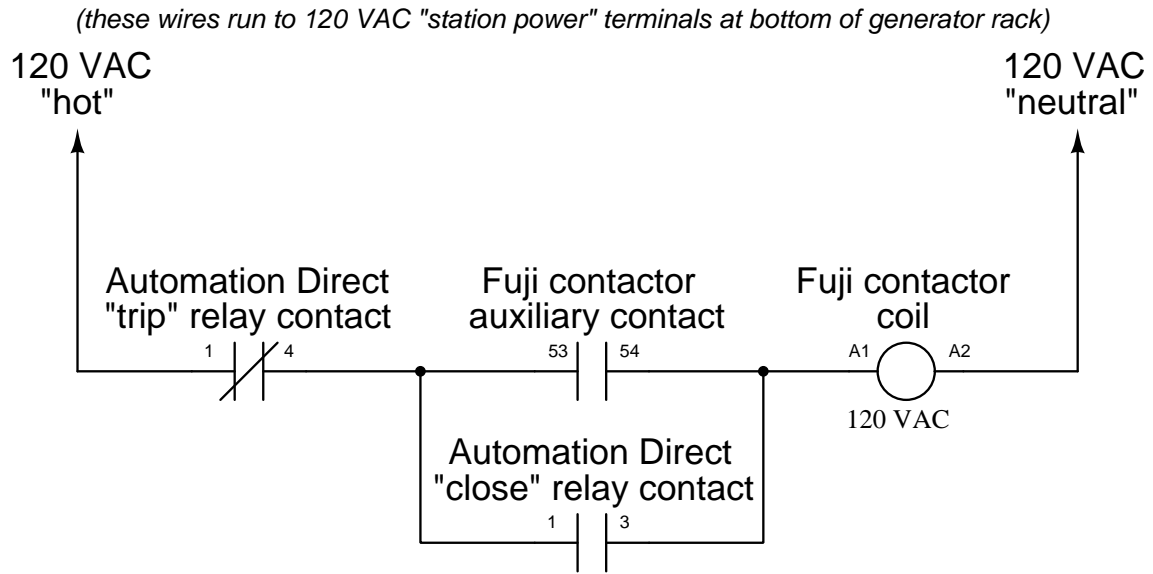 (these wires run to 120 VAC "station power" terminals at bottom of generator rack)
120 VAC
"hot"
120 VAC
"neutral"
Automation Direct
"trip" relay contact
1 4
Fuji contactor
auxiliary contact
53 54
Fuji contactor
coil
A1 A2
120 VAC
Automation Direct
"close" relay contact
1 3